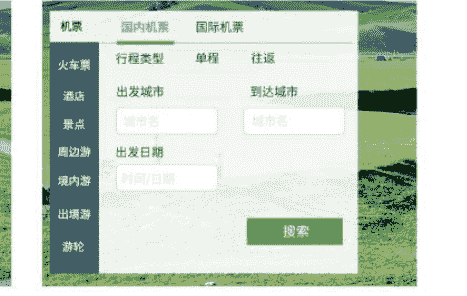 机票 国内机票 国际机票
火车票 行程类型 单程 往返
酒店 出发城市 到达城市
景点 城市名 城市名
周边游 出发日期
境内游 时间/日期
出境游
游轮 搜索